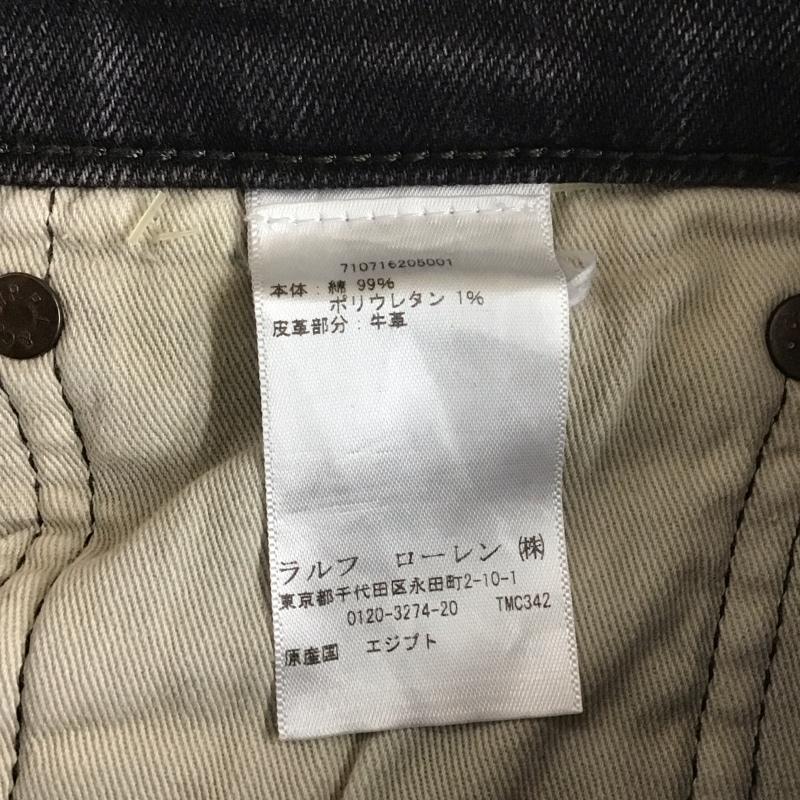 710716205001
本体：綿 99%
ポリウレタン 1%
皮革部分：牛革
ラルフ ローレン ㈱
東京都千代田区永田町2-10-1
0120-3274-20 TMC342
原産国 エジプト